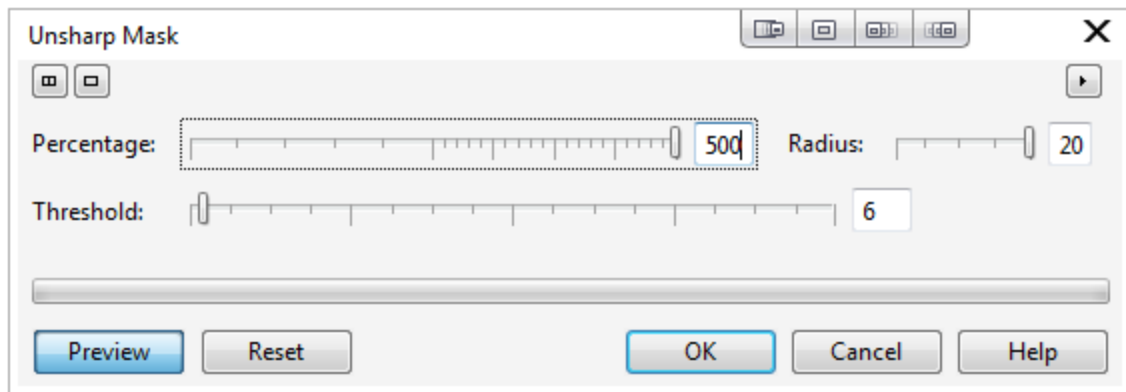 Unsharp Mask
Percentage: 500 Radius: 20
Threshold: 6
Preview Reset OK Cancel Help